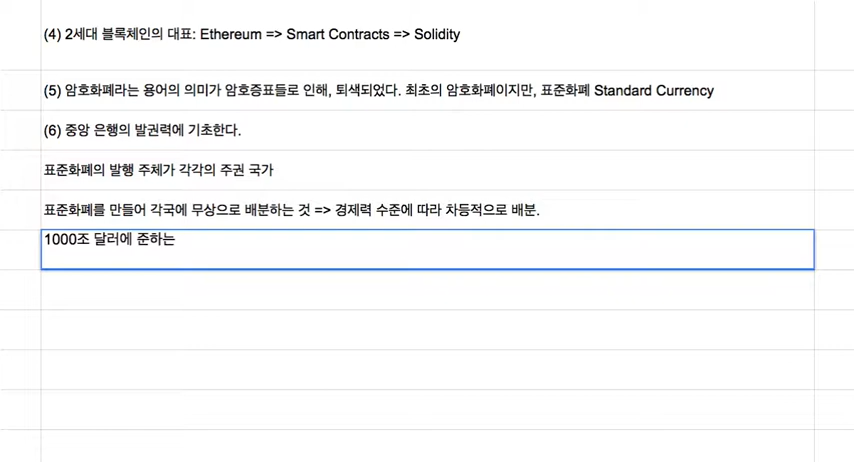 (4) 2세대 블록체인의 대표: Ethereum => Smart Contracts => Solidity
(5) 암호화폐라는 용어의 의미가 암호증표들로 인해, 퇴색되었다. 최초의 암호화폐이지만, 표준화폐 Standard Currency
(6) 중앙 은행의 발권력에 기초한다.
표준화폐의 발행 주체가 각각의 주권 국가
표준화폐를 만들어 각국에 무상으로 배분하는 것 => 경제력 수준에 따라 차등적으로 배분.
1000조 달러에 준하는